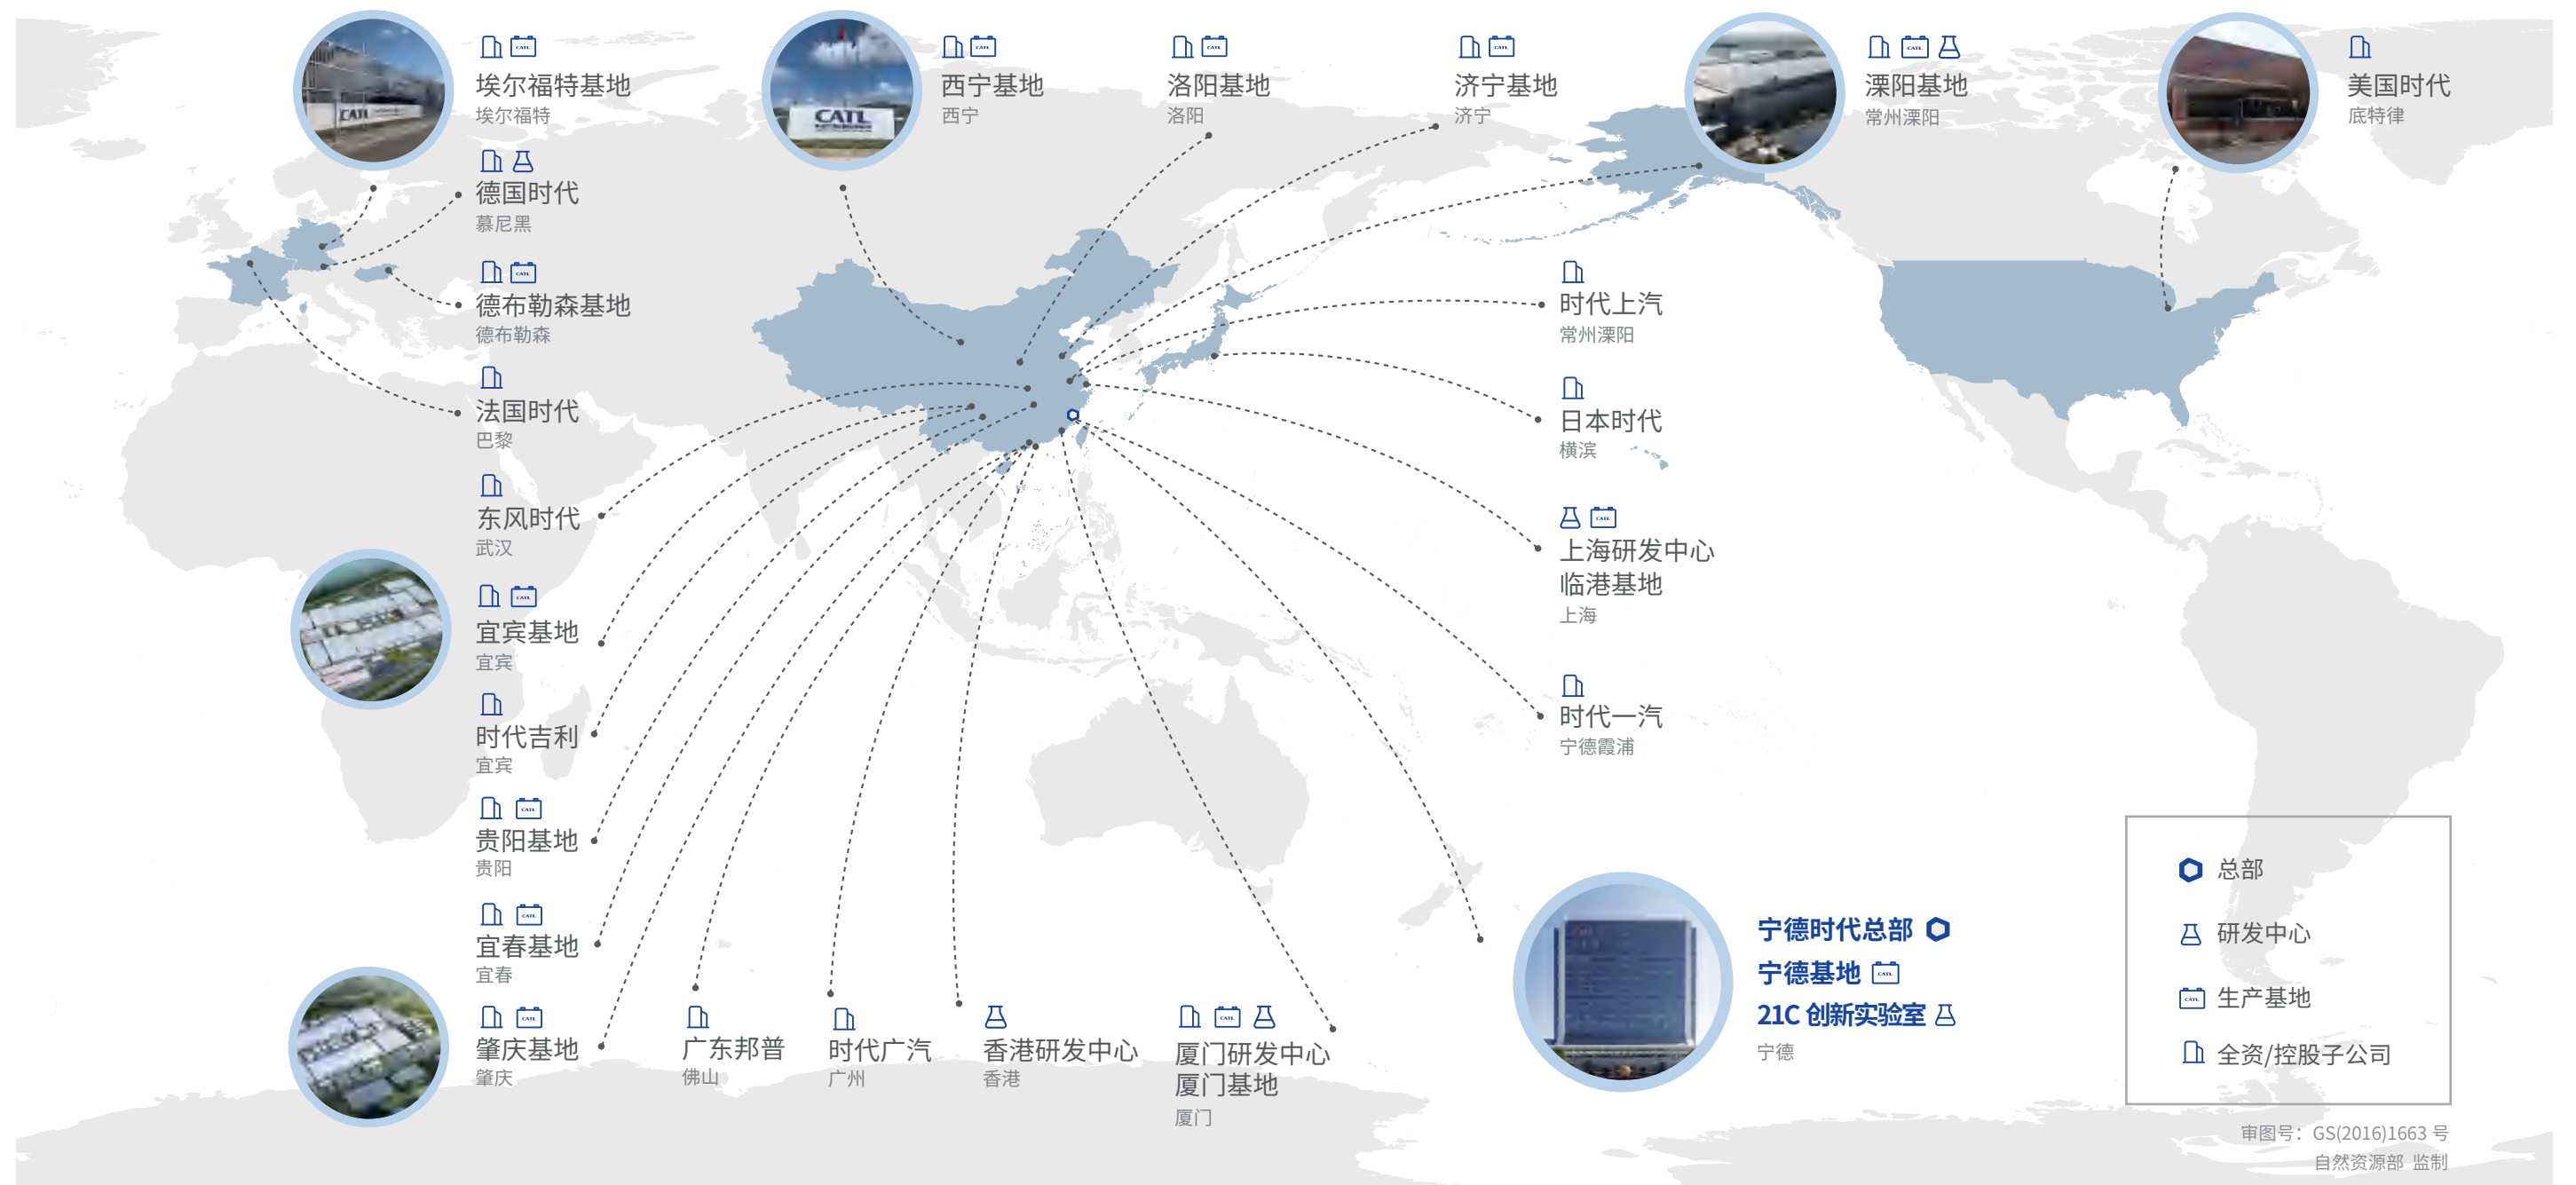 埃尔福特基地
埃尔福特
西宁基地
西宁
洛阳基地
洛阳
济宁基地
济宁
溧阳基地
常州溧阳
美国时代
底特律
德国时代
慕尼黑
德布勒森基地
德布勒森
法国时代
巴黎
东风时代
武汉
宜宾基地
宜宾
时代吉利
宜宾
贵阳基地
贵阳
宜春基地
宜春
肇庆基地
肇庆
广东邦普
佛山
时代广汽
广州
香港研发中心
香港
厦门研发中心
厦门基地
厦门
时代上汽
常州溧阳
日本时代
横滨
上海研发中心
临港基地
上海
时代一汽
宁德霞浦
宁德时代总部
宁德基地
21C 创新实验室
宁德
总部
研发中心
CATL
生产基地
全资/控股子公司
审图号：GS(2016)1663 号
自然资源部 监制
CATL
CATL